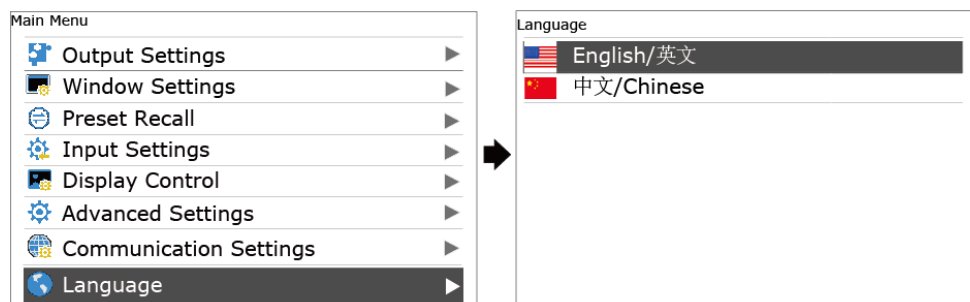 Main Menu
Output Settings
Window Settings
Preset Recall
Input Settings
Display Control
Advanced Settings
Communication Settings
Language
Language
English/英文
中文/Chinese